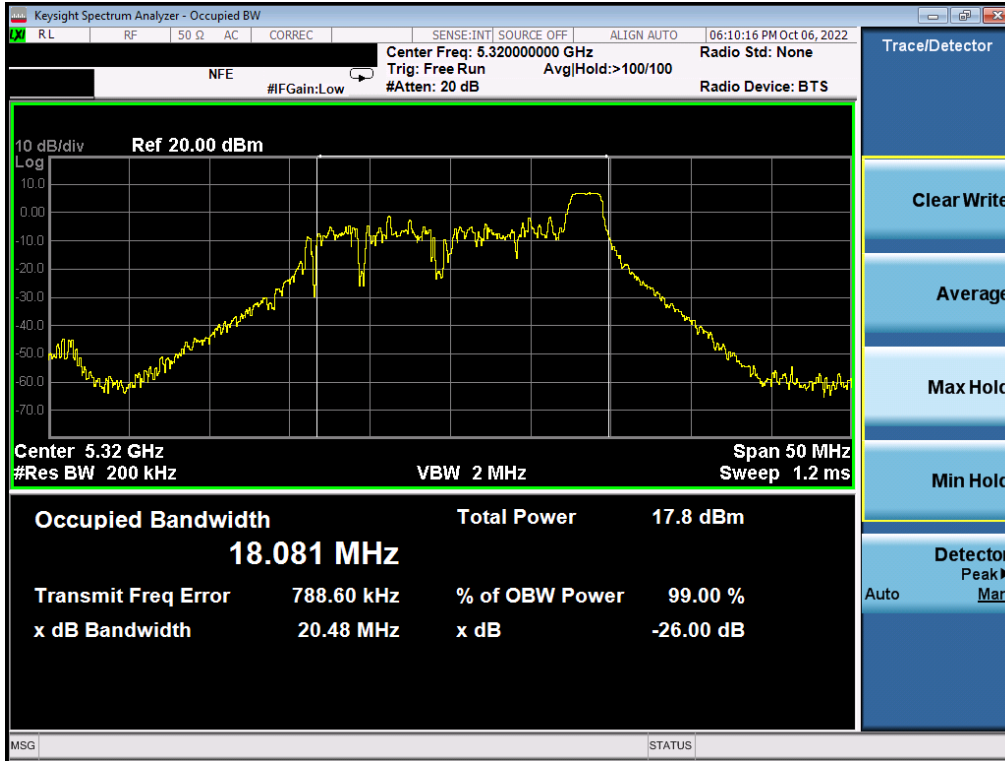 Keysight Spectrum Analyzer - Occupied BW
LXI RL RF 50 Ω AC CORREC SENSE:INT SOURCE OFF ALIGN AUTO 06:10:16 PM Oct 06, 2022
Center Freq: 5.320000000 GHz Radio Std: None
NFE Trig: Free Run Avg|Hold:>100/100
#IFGain:Low #Atten: 20 dB Radio Device: BTS
Trace/Detector
10 dB/div Ref 20.00 dBm
Log
10.0
0.00
-10.0
-20.0
-30.0
-40.0
-50.0
-60.0
-70.0
Center 5.32 GHz Span 50 MHz
#Res BW 200 kHz VBW 2 MHz Sweep 1.2 ms
Occupied Bandwidth Total Power 17.8 dBm
18.081 MHz
Transmit Freq Error 788.60 kHz % of OBW Power 99.00 %
x dB Bandwidth 20.48 MHz x dB -26.00 dB
Clear Write
Average
Max Hold
Min Hold
Detector
Peak
Auto Man
MSG STATUS